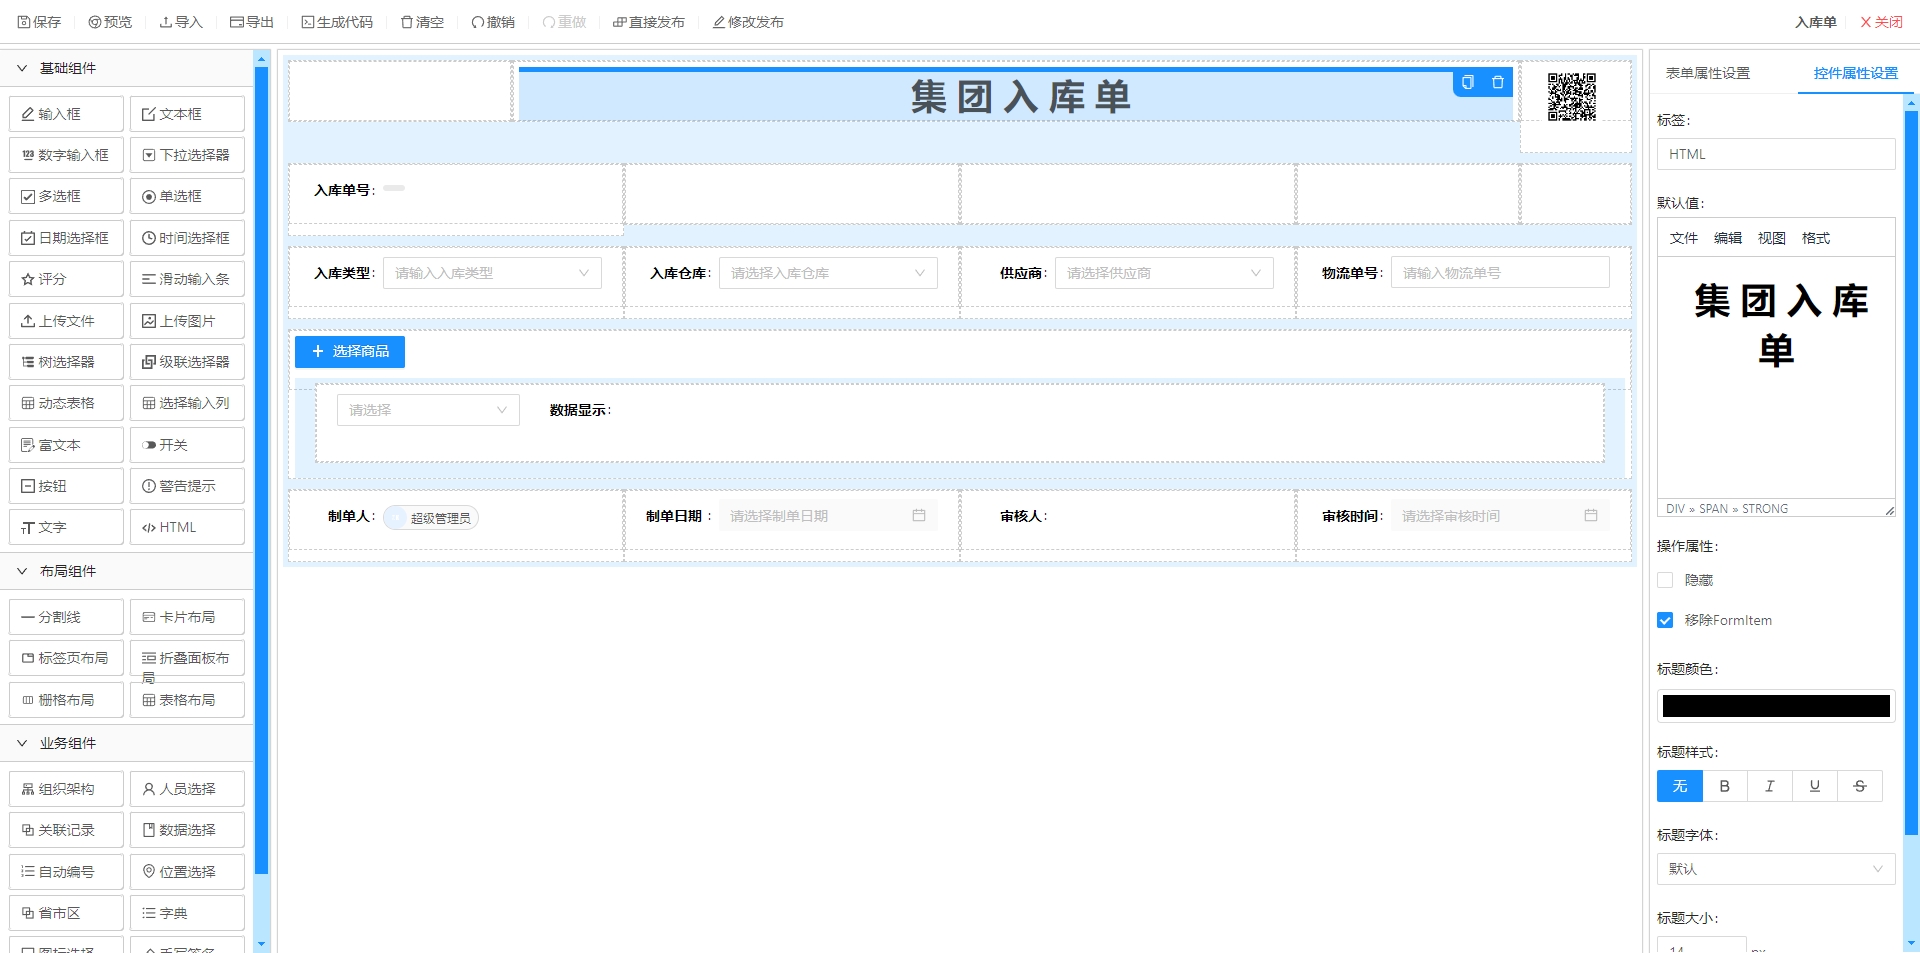 保存 预览 导入 导出 生成代码 清空 撤销 重做 直接发布 修改发布 入库单 关闭
基础组件
输入框 文本框
数字输入框 下拉选择器
多选框 单选框
日期选择框 时间选择框
评分 滑动输入条
上传文件 上传图片
树选择器 级联选择器
动态表格 选择输入列
富文本 开关
按钮 警告提示
文字 HTML
布局组件
分割线 卡片布局
标签页布局 折叠面板布
局
栅格布局 表格布局
业务组件
组织架构 人员选择
关联记录 数据选择
自动编号 位置选择
省市区 字典
图标选择 手写签名
集 团 入 库 单
入库单号:
入库类型: 请输入入库类型 入库仓库: 请选择入库仓库 供应商: 请选择供应商 物流单号: 请输入物流单号
选择商品
请选择 数据显示:
制单人: 超级管理员 制单日期: 请选择制单日期 审核人: 审核时间: 请选择审核时间
表单属性设置 控件属性设置
标签:
HTML
默认值:
文件 编辑 视图 格式
集 团 入 库
单
DIV » SPAN » STRONG
操作属性:
隐藏
移除FormItem
标题颜色:
标题样式:
无 B I U S
标题字体:
默认
标题大小:
14 px